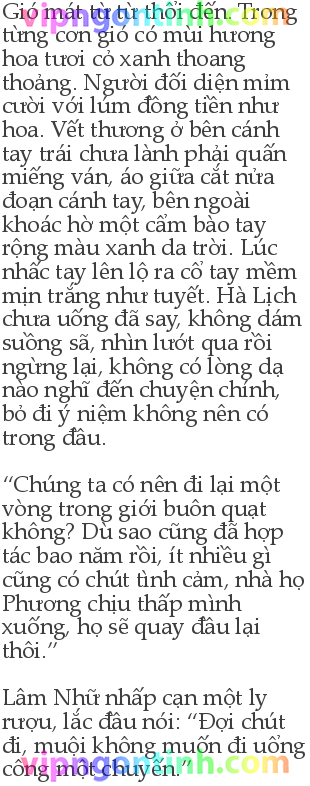 Gió mát từ từ thổi đến. Trong
từng cơn gió có mùi hương
hoa tươi cỏ xanh thoang
thoảng. Người đối diện mỉm
cười với lúm đồng tiền như
hoa. Vết thương ở bên cánh
tay trái chưa lành phải quấn
miếng ván, áo giữa cắt nửa
đoạn cánh tay, bên ngoài
khoác hờ một cẩm bào tay
rộng màu xanh da trời. Lúc
nhấc tay lên lộ ra cổ tay mềm
mịn trắng như tuyết. Hà Lịch
chưa uống đã say, không dám
suồng sã, nhìn lướt qua rồi
ngừng lại, không có lòng dạ
nào nghĩ đến chuyện chính,
bỏ đi ý niệm không nên có
trong đầu.
“Chúng ta có nên đi lại một
vòng trong giới buôn quạt
không? Dù sao cũng đã hợp
tác bao năm rồi, ít nhiều gì
cũng có chút tình cảm, nhà họ
Phương chịu thấp mình
xuống, họ sẽ quay đầu lại
thôi.”
Lâm Nhữ nhấp cạn một ly
rượu, lắc đầu nói: “Đợi chút
đi, muội không muốn đi uổng
công một chuyến.”
vipngontinh.com
vipngontinh.com